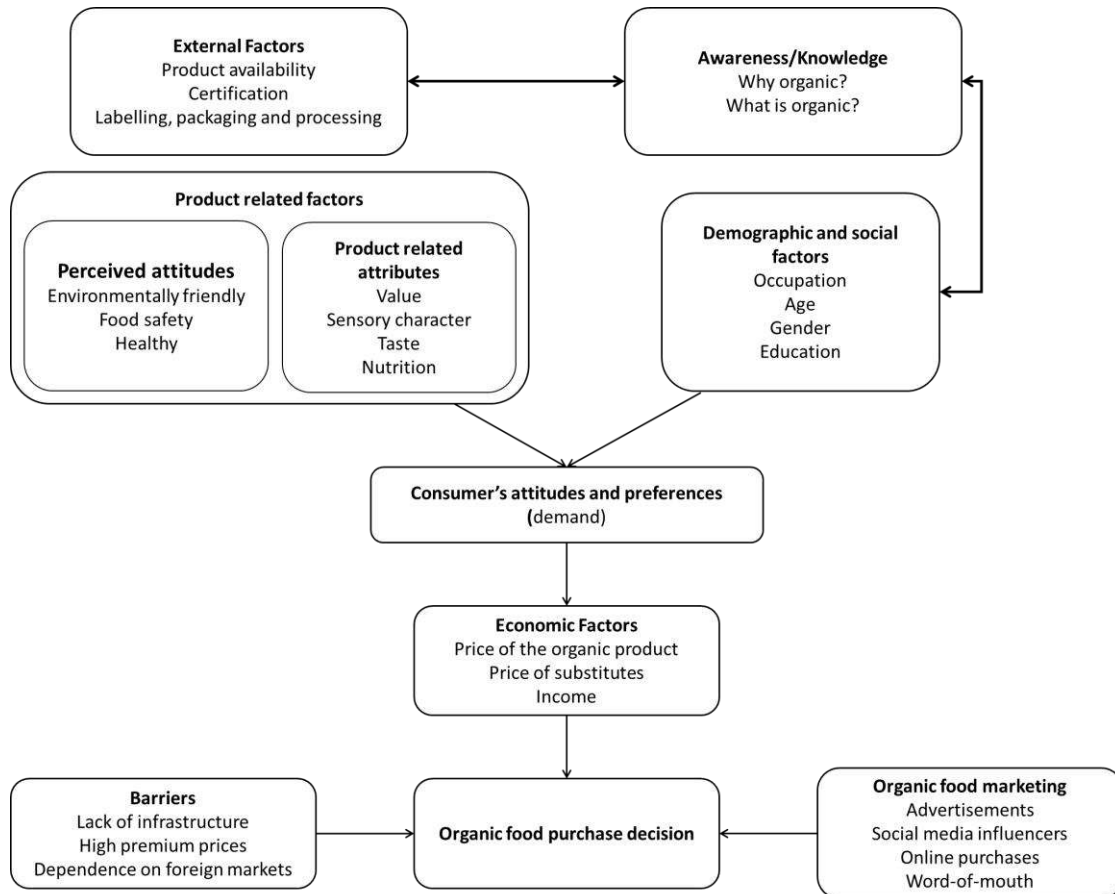 External Factors
Product availability
Certification
Labelling, packaging and processing
Awareness/Knowledge
Why organic?
What is organic?
Product related factors
Perceived attitudes
Environmentally friendly
Food safety
Healthy
Product related
attributes
Value
Sensory character
Taste
Nutrition
Demographic and social
factors
Occupation
Age
Gender
Education
Consumer’s attitudes and preferences
(demand)
Economic Factors
Price of the organic product
Price of substitutes
Income
Barriers
Lack of infrastructure
High premium prices
Dependence on foreign markets
Organic food purchase decision
Organic food marketing
Advertisements
Social media influencers
Online purchases
Word-of-mouth